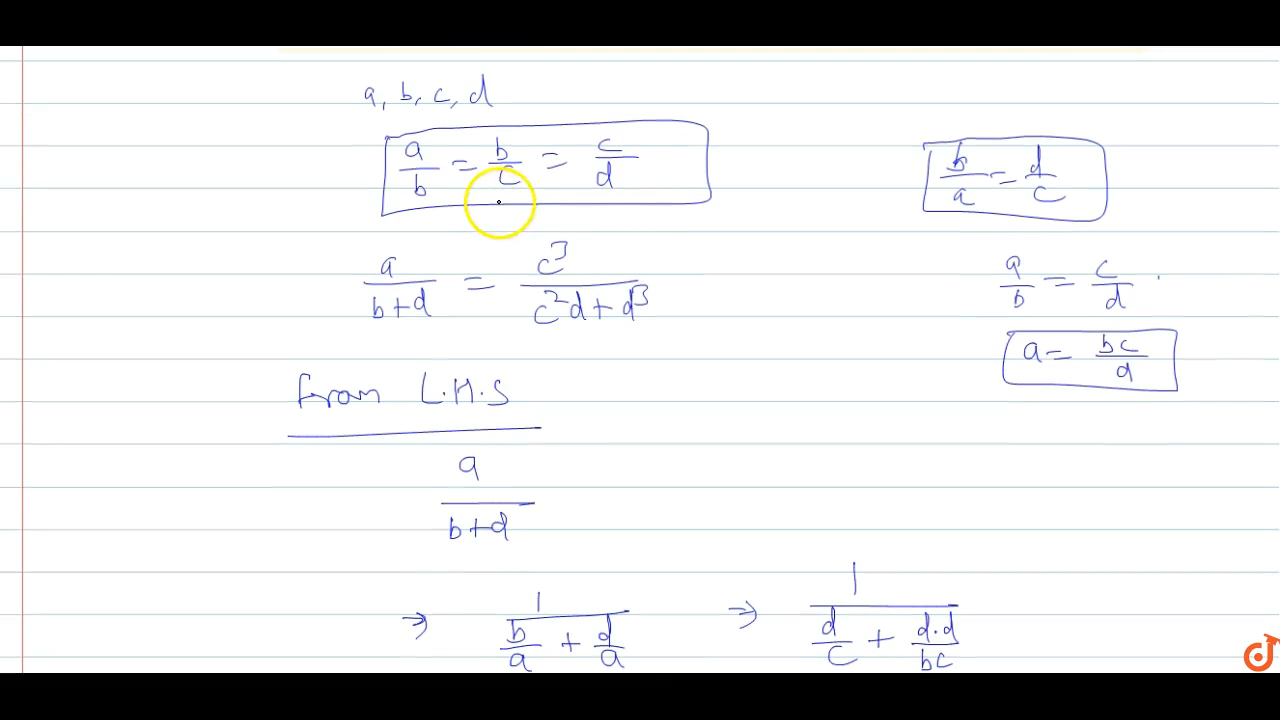 a, b, c, d
a/b = b/c = c/d
b/a = d/c
a/(b+d) = c³/(c²d+d³)
a/b = c/d
a = bc/d
From L.H.S
a/(b+d)
⇒ 1/(b/a + d/a) ⇒ 1/(d/c + d·d/bc)